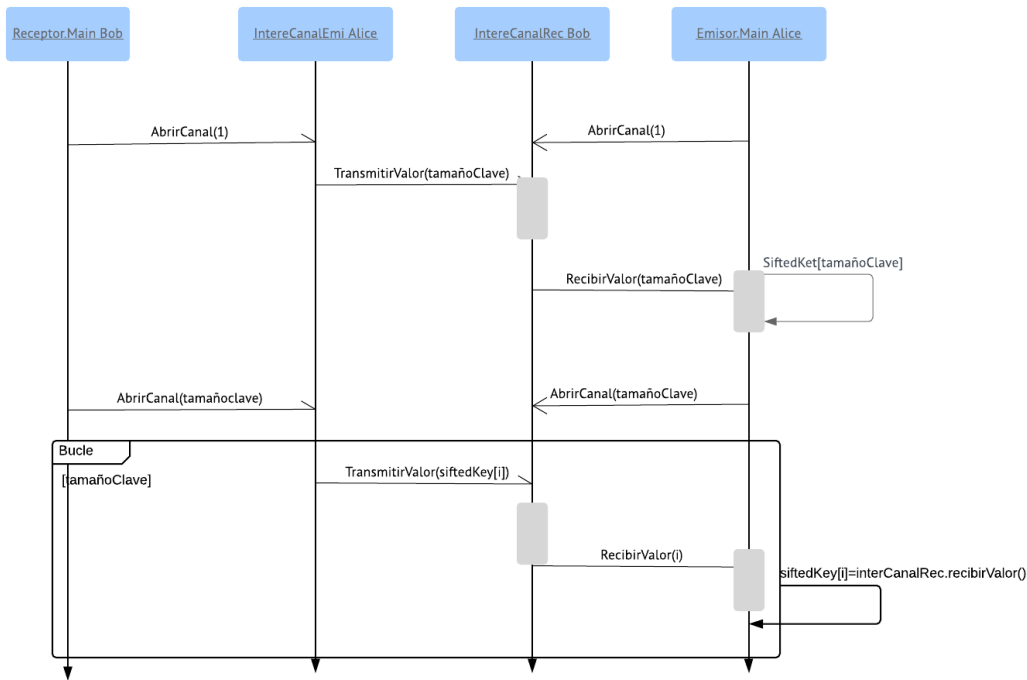 Receptor.Main Bob
IntereCanalEmi Alice
IntereCanalRec Bob
Emisor.Main Alice
AbrirCanal(1)
AbrirCanal(1)
TransmitirValor(tamañoClave)
SiftedKet[tamañoClave]
RecibirValor(tamañoClave)
AbrirCanal(tamañoclave)
AbrirCanal(tamañoClave)
Bucle
[tamañoClave]
TransmitirValor(siftedKey[i])
RecibirValor(i)
siftedKey[i]=interCanalRec.recibirValor()